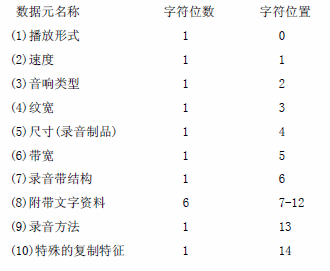 数据元名称 字符位数 字符位置
(1)播放形式 1 0
(2)速度 1 1
(3)音响类型 1 2
(4)纹宽 1 3
(5)尺寸(录音制品) 1 4
(6)带宽 1 5
(7)录音带结构 1 6
(8)附带文字资料 6 7-12
(9)录音方法 1 13
(10)特殊的复制特征 1 14